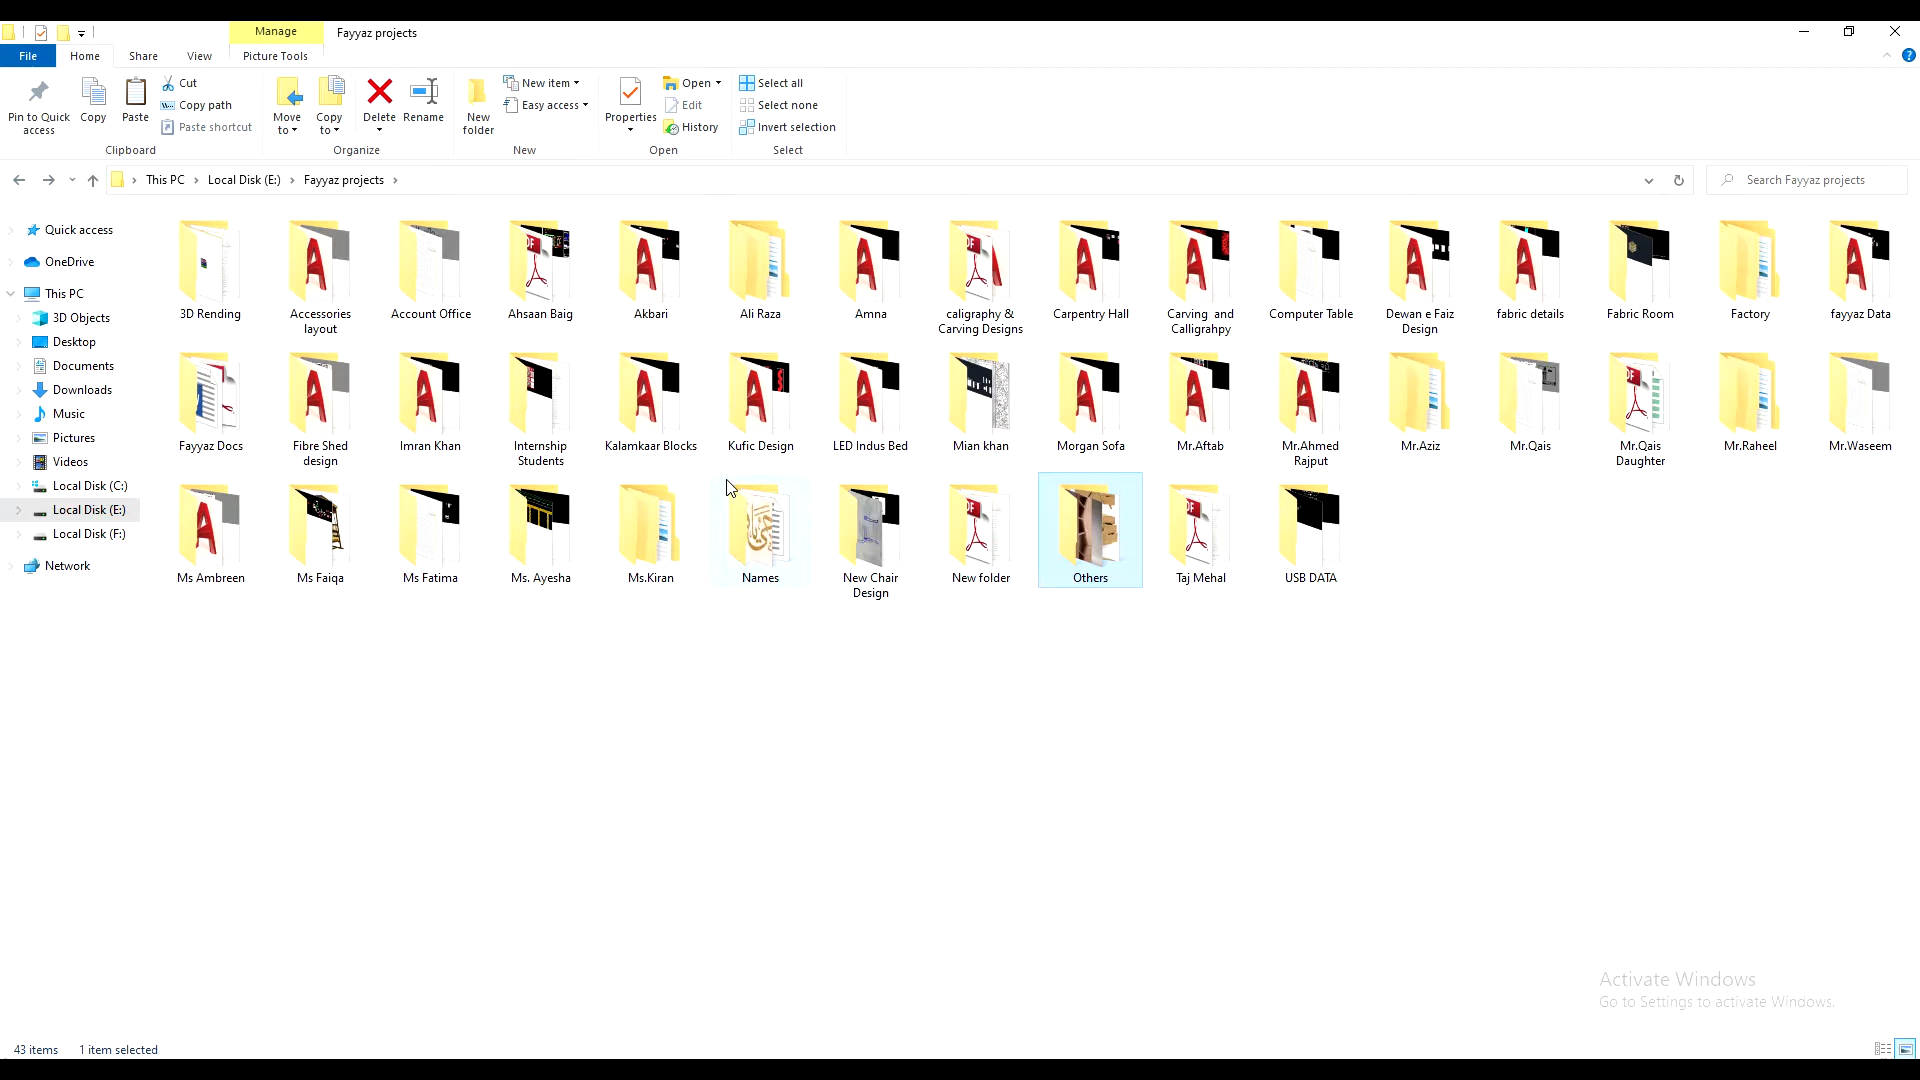 Manage
Fayyaz projects
File
Home
Share
View
Picture Tools
Pin to Quick
access
Copy
Paste
Cut
Copy path
Paste shortcut
Clipboard
Move
to
Copy
to
Delete
Rename
Organize
New
folder
New item
Easy access
New
Properties
Open
Edit
History
Open
Select all
Select none
Invert selection
Select
This PC
Local Disk (E:)
Fayyaz projects
Search Fayyaz projects
Quick access
OneDrive
This PC
3D Objects
Desktop
Documents
Downloads
Music
Pictures
Videos
Local Disk (C:)
Local Disk (E:)
Local Disk (F:)
Network
3D Rending
Accessories
layout
Account Office
Ahsaan Baig
Akbari
Ali Raza
Amna
caligraphy &
Carving Designs
Carpentry Hall
Carving and
Calligrahpy
Computer Table
Dewan e Faiz
Design
fabric details
Fabric Room
Factory
fayyaz Data
Fayyaz Docs
Fibre Shed
design
Imran Khan
Internship
Students
Kalamkaar Blocks
Kufic Design
LED Indus Bed
Mian khan
Morgan Sofa
Mr.Aftab
Mr.Ahmed
Rajput
Mr.Aziz
Mr.Qais
Mr.Qais
Daughter
Mr.Raheel
Mr.Waseem
Ms Ambreen
Ms Faiqa
Ms Fatima
Ms. Ayesha
Ms.Kiran
Names
New Chair
Design
New folder
Others
Taj Mehal
USB DATA
Activate Windows
Go to Settings to activate Windows.
43 items
1 item selected